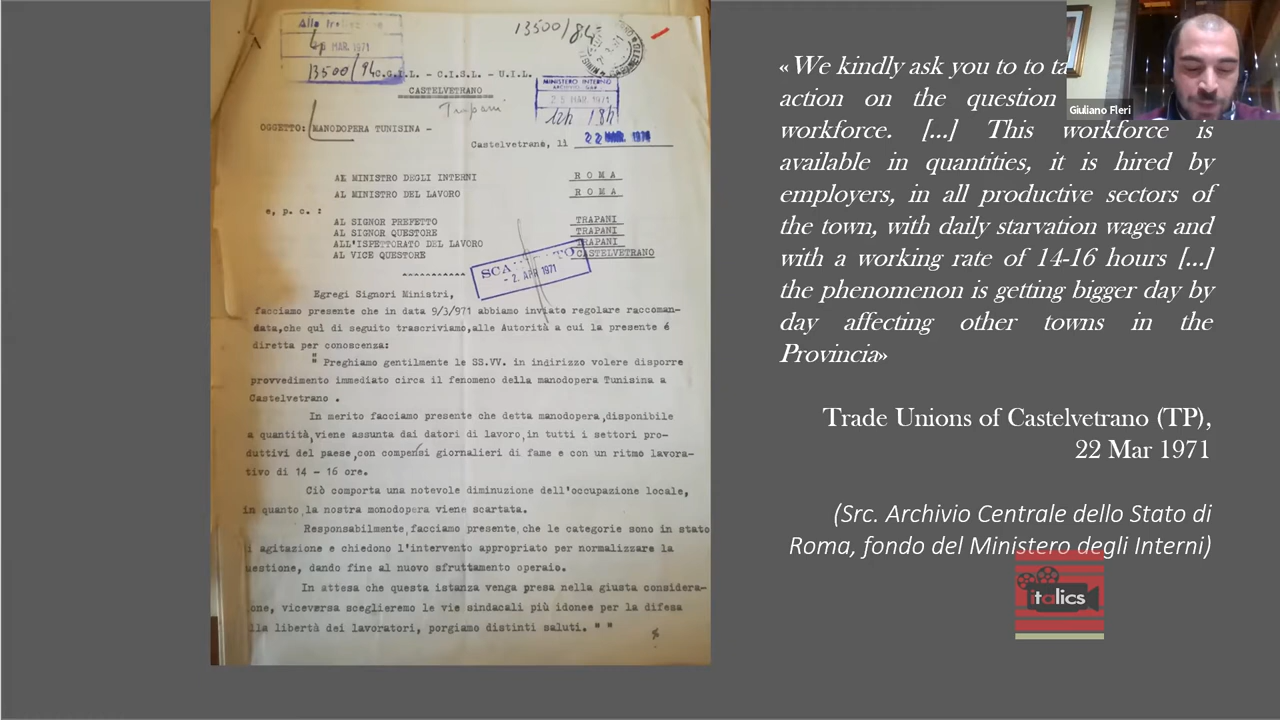 Alla
MAR. 1971
13500/94
13500/84
C.G.I.L. - C.I.S.L. - U.I.L.
CASTELVETRANO
Trapani
MINISTERO INTERNO
25 MAR. 1971
12h 18h
OGGETTO: MANODOPERA TUNISINA -
Castelvetrano, li 22 MAR. 1971
AL MINISTRO DEGLI INTERNI ROMA
AL MINISTRO DEL LAVORO ROMA
e, p. c. :
AL SIGNOR PREFETTO TRAPANI
AL SIGNOR QUESTORE TRAPANI
ALL'ISPETTORATO DEL LAVORO TRAPANI
AL VICE QUESTORE CASTELVETRANO
- 2. APR 1971
Egregi Signori Ministri,
facciamo presente che in data 9/3/971 abbiamo inviato regolare raccoman-
data,che quì di seguito trascriviamo,alle Autorità a cui la presente é
diretta per conoscenza:
" Preghiamo gentilmente le SS.VV. in indirizzo volere disporre
provvedimento immediato circa il fenomeno della manodopera Tunisina a
Castelvetrano .
In merito facciamo presente che detta manodopera,disponibile
a quantità,viene assunta dai datori di lavoro,in tutti i settori pro-
duttivi del paese,con compensi giornalieri di fame e con un ritmo lavora-
tivo di 14 - 16 ore.
Ciò comporta una notevole diminuzione dell'occupazione locale,
in quanto la nostra monodopera viene scartata.
Responsabilmente facciamo presente che le categorie sono in stato
i agitazione e chiedono l'intervento appropriato per normalizzare la
uestione, dando fine al nuovo sfruttamento operaio.
In attesa che questa istanza venga presa nella giusta considera-
one, viceversa sceglieremo le vie sindacali più idonee per la difesa
lla libertà dei lavoratori, porgiamo distinti saluti. " "
«We kindly ask you to to ta
action on the question
workforce. [...] This workforce is
available in quantities, it is hired by
employers, in all productive sectors of
the town, with daily starvation wages and
with a working rate of 14-16 hours [...]
the phenomenon is getting bigger day by
day affecting other towns in the
Provincia»
Trade Unions of Castelvetrano (TP),
22 Mar 1971
(Src. Archivio Centrale dello Stato di
Roma, fondo del Ministero degli Interni)
Giuliano Fleri
italics